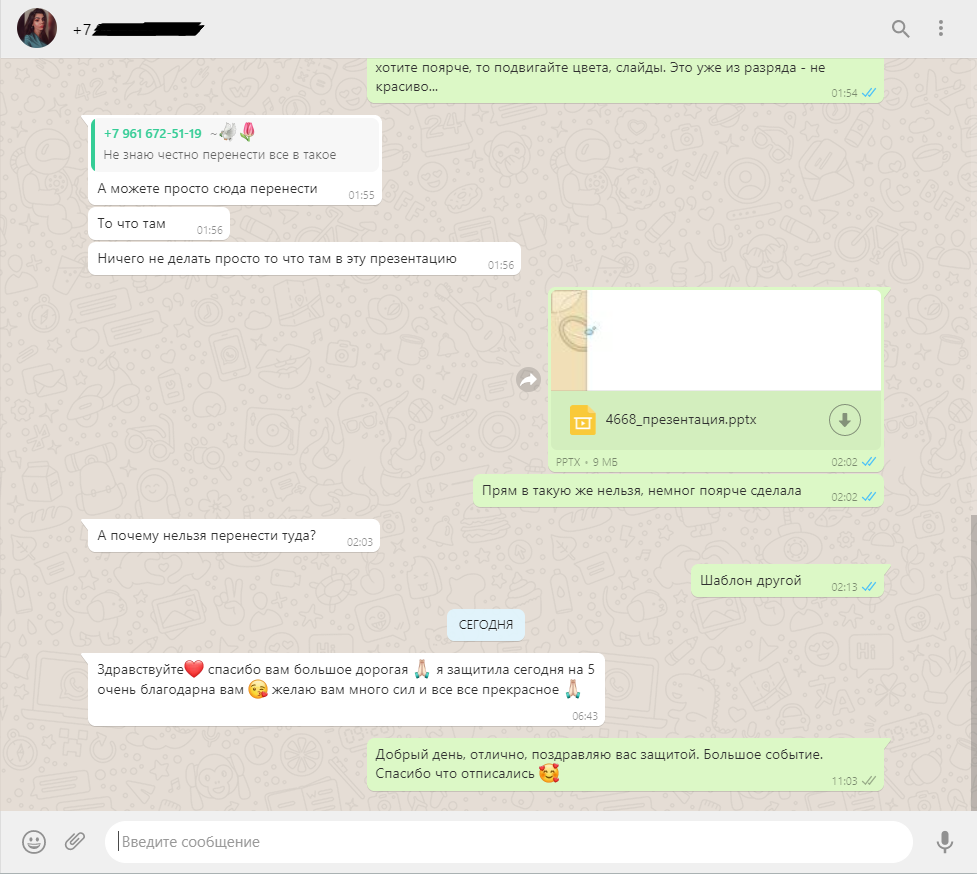 +7
хотите поярче, то подвигайте цвета, слайды. Это уже из разряда - не
красиво...
01:54
+7 961 672-51-19 ~🕊🌷
Не знаю честно перенести все в такое
А можете просто сюда перенести
01:55
То что там
01:56
Ничего не делать просто то что там в эту презентацию
01:56
4668_презентация.pptx
PPTX • 9 МБ
02:02
Прям в такую же нельзя, немног поярче сделала
02:02
А почему нельзя перенести туда?
02:03
Шаблон другой
02:13
СЕГОДНЯ
Здравствуйте❤️ спасибо вам большое дорогая 🙏🏻 я защитила сегодня на 5
очень благодарна вам 😘 желаю вам много сил и все все прекрасное 🙏🏻
06:43
Добрый день, отлично, поздравляю вас защитой. Большое событие.
Спасибо что отписались 🥰
11:03
Введите сообщение